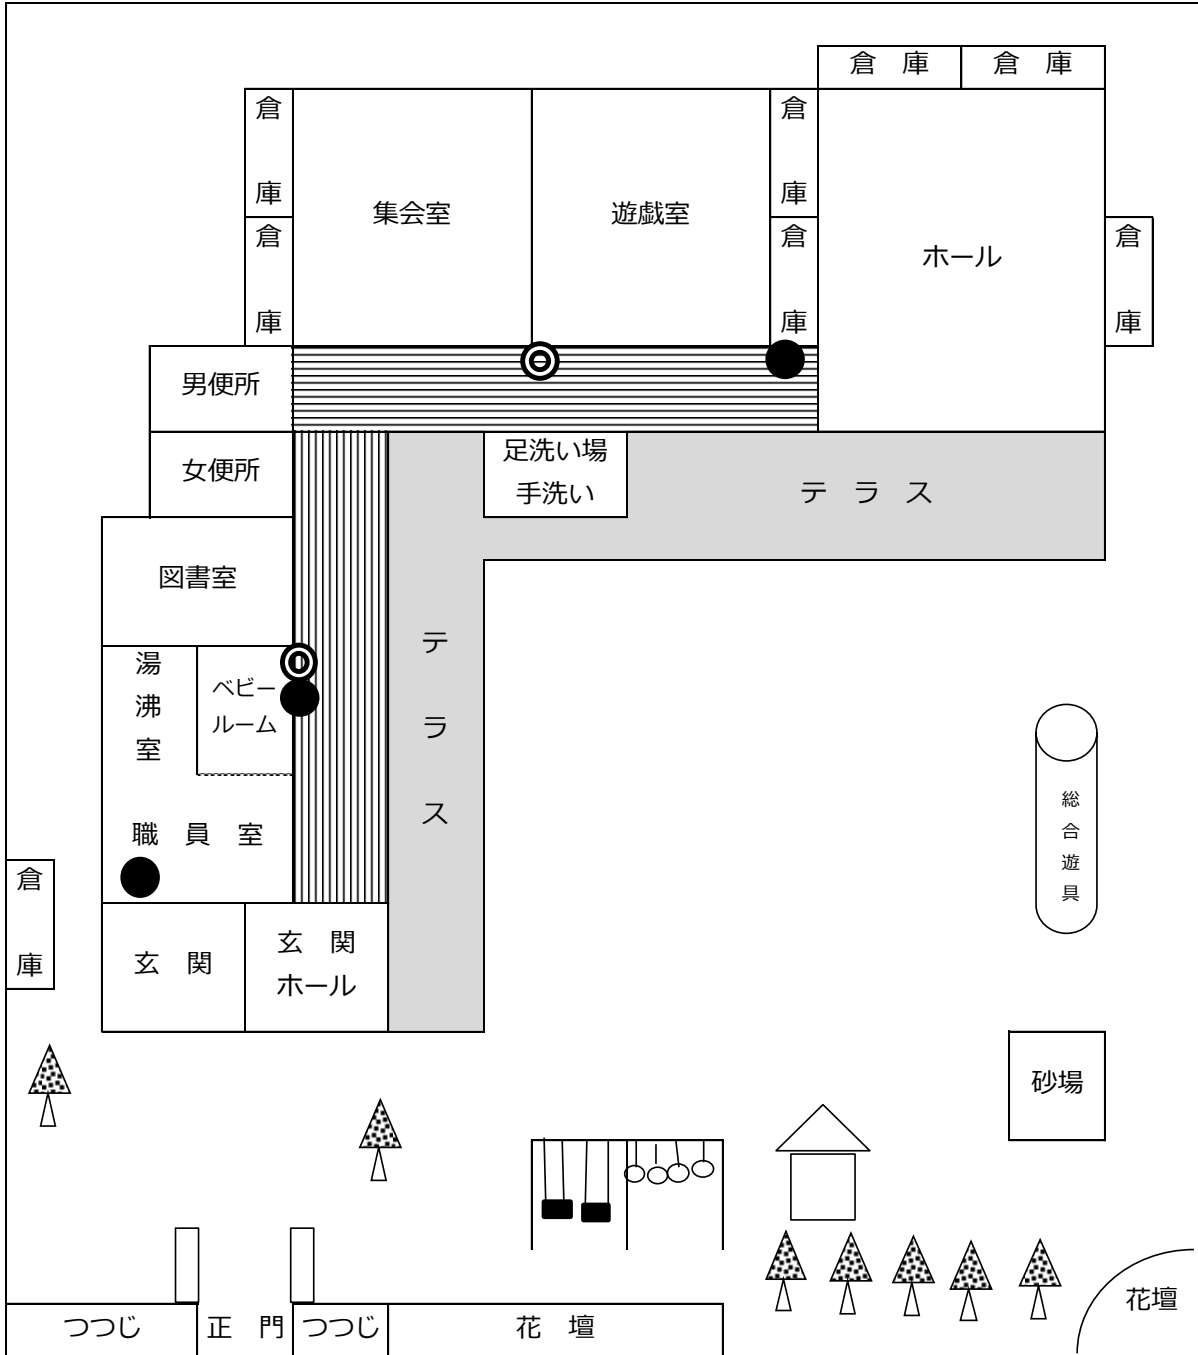 倉　庫
倉　庫
倉庫
倉庫
集会室
遊戯室
倉庫
倉庫
ホール
倉庫
男便所
女便所
足洗い場
手洗い
テ　ラ　ス
図書室
テラス
湯沸室
ベビー
ルーム
職　員　室
総合遊具
倉庫
玄　関
玄　関
ホール
砂場
つつじ
正　門
つつじ
花　壇
花壇